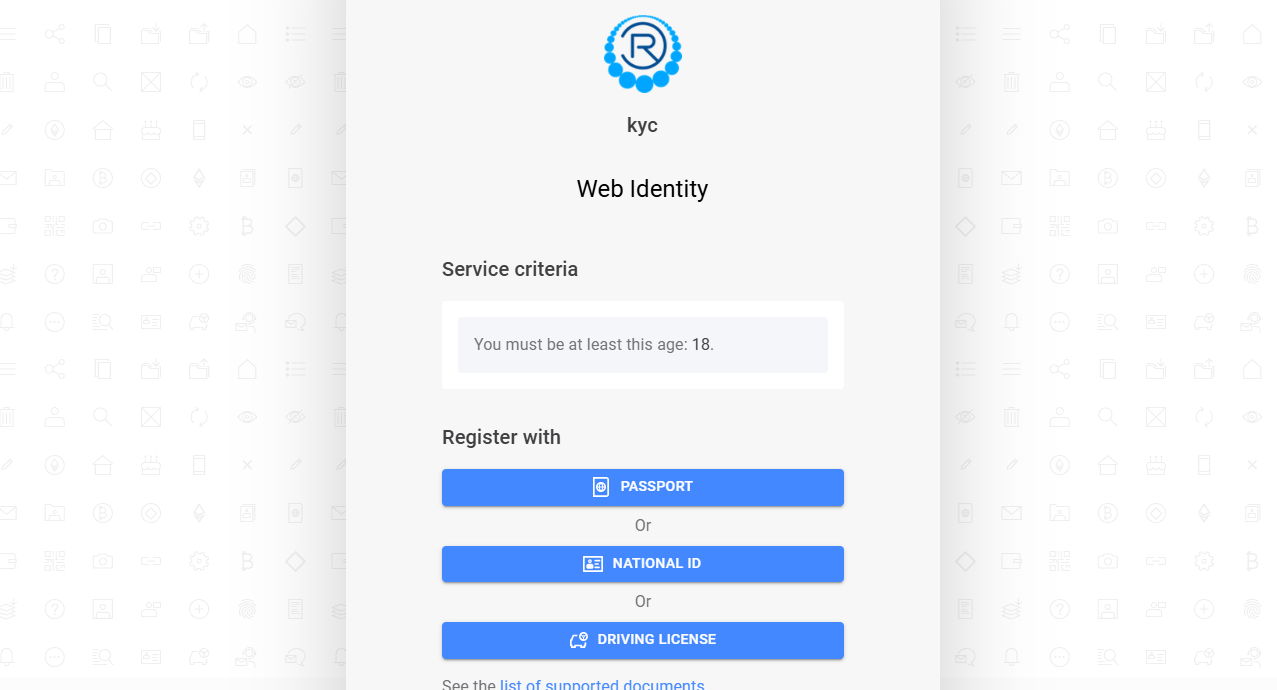 R
kyc
Web Identity
Service criteria
You must be at least this age: 18.
Register with
PASSPORT
Or
NATIONAL ID
Or
DRIVING LICENSE
See the list of supported documents